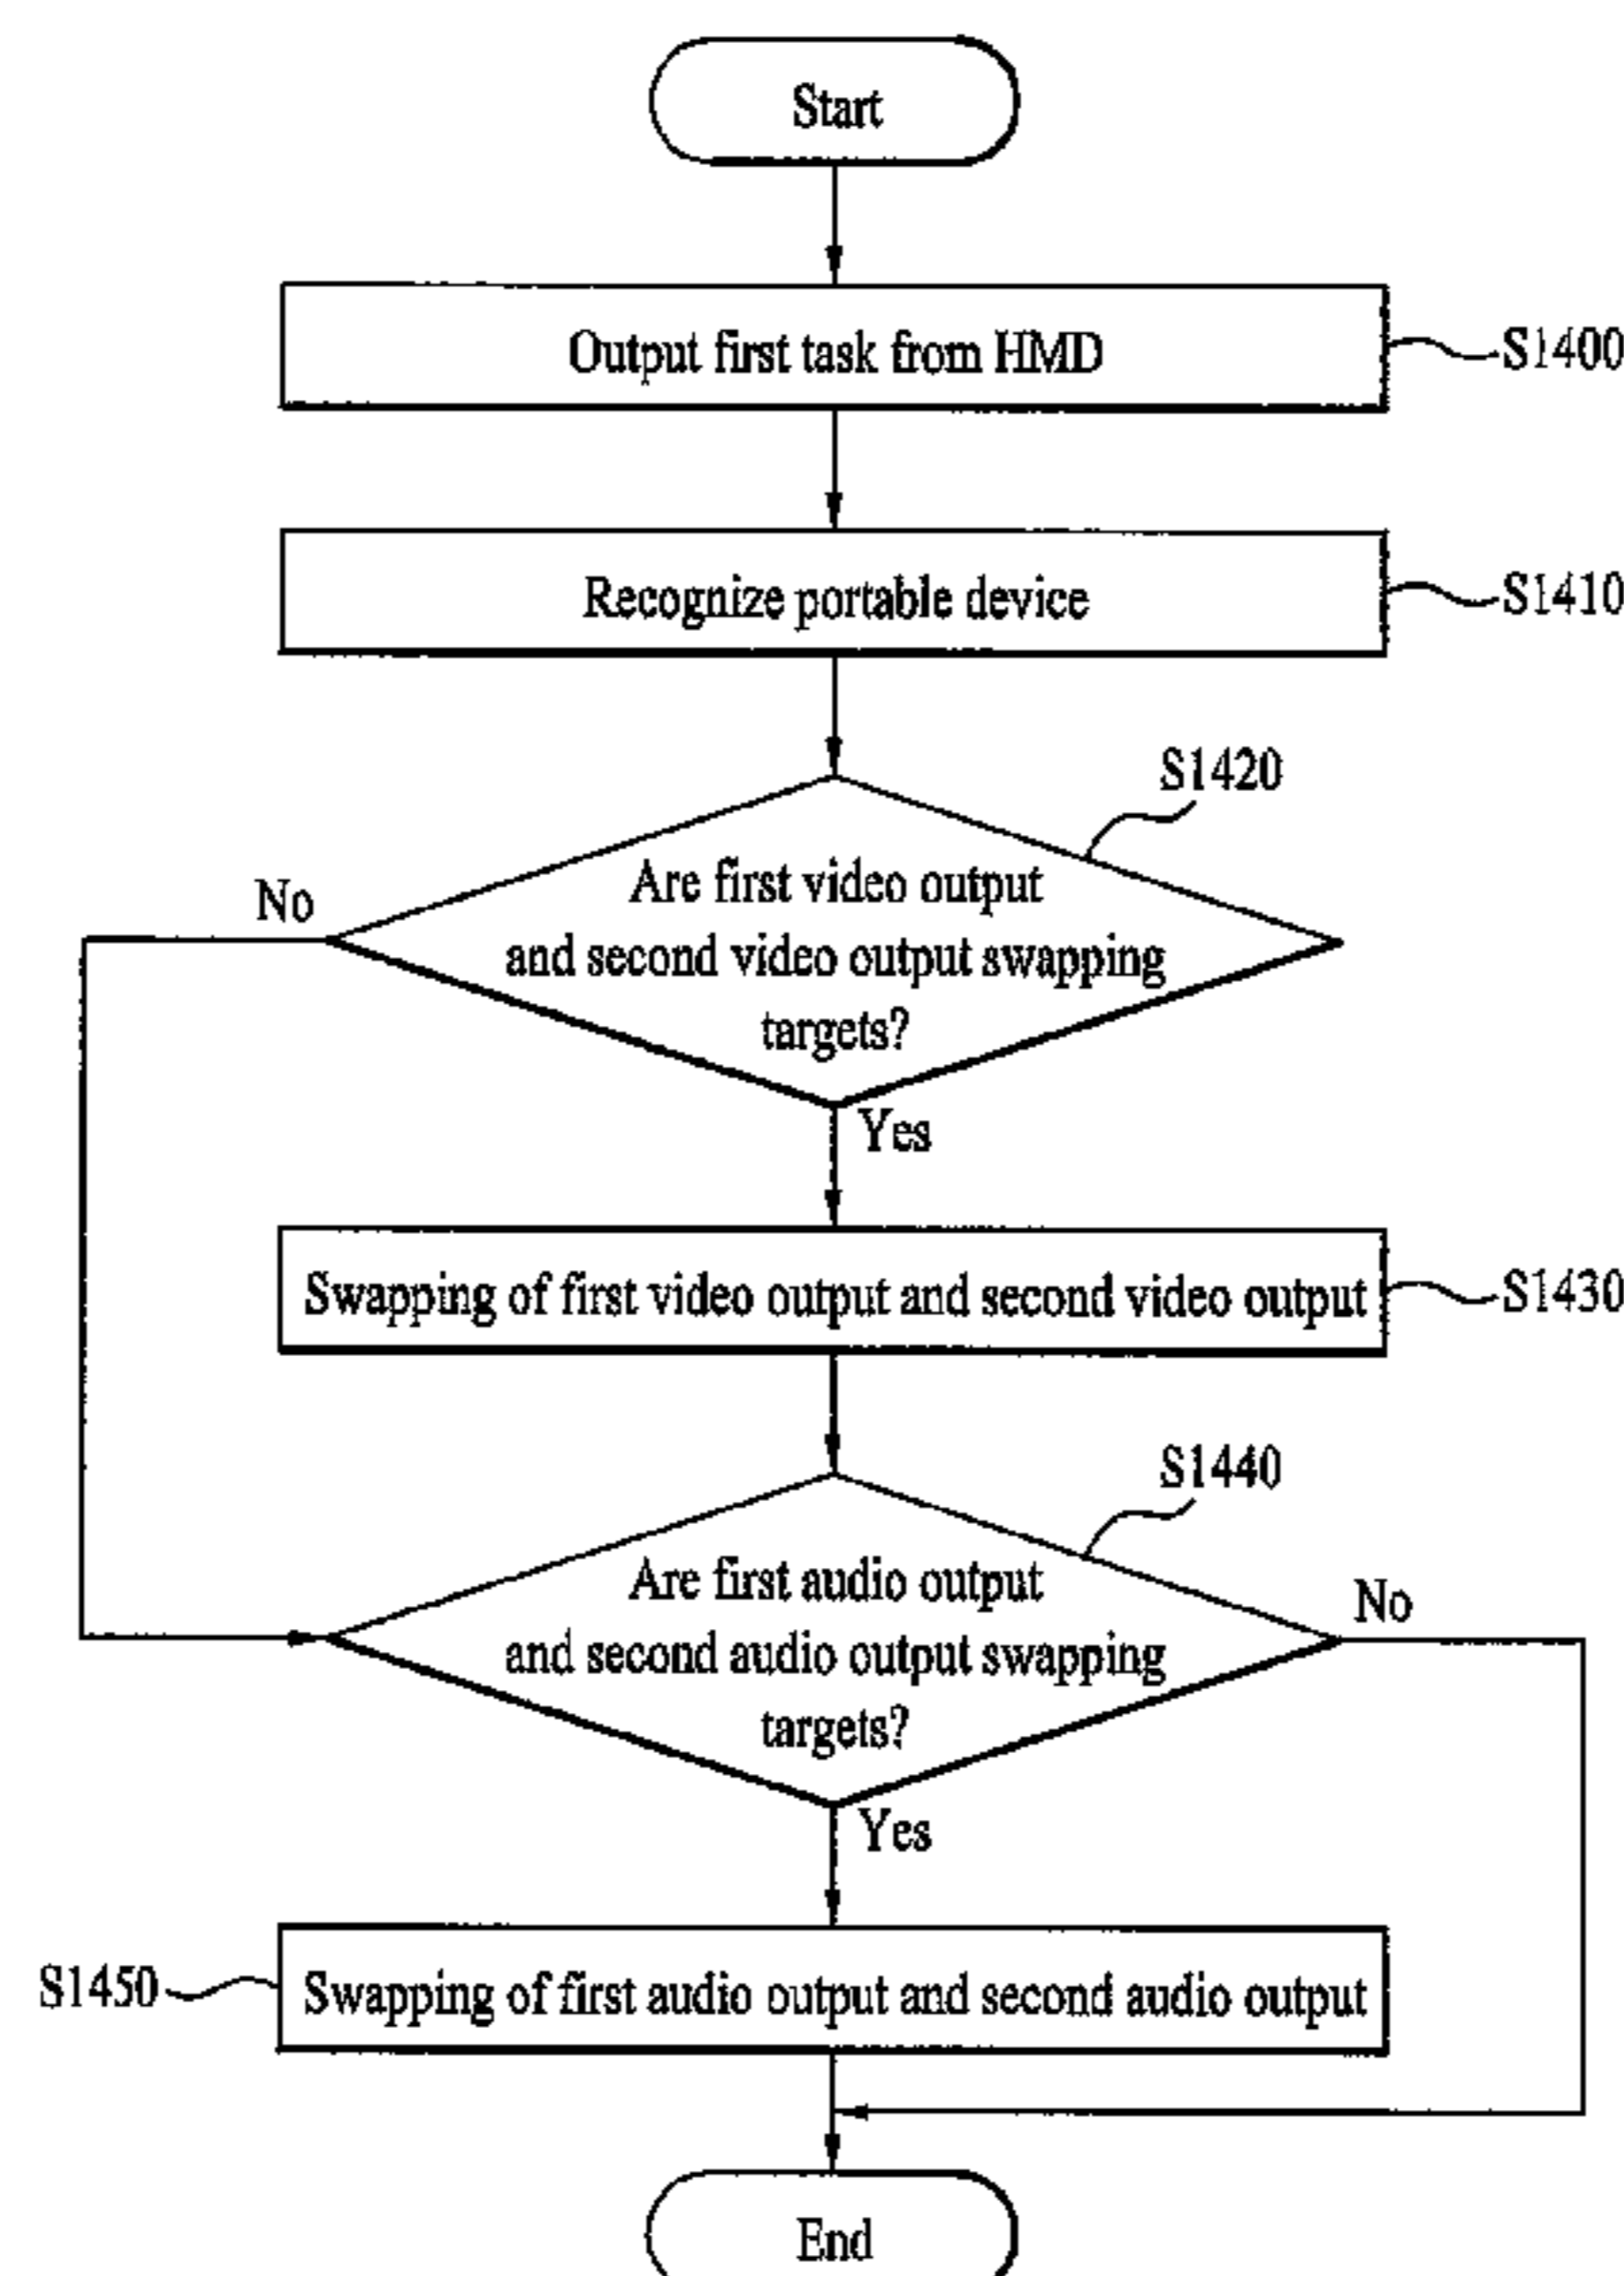 Start
Output first task from HMD
S1400
Recognize portable device
S1410
S1420
Are first video output
and second video output swapping
targets?
No
Yes
Swapping of first video output and second video output
S1430
S1440
Are first audio output
and second audio output swapping
targets?
No
Yes
S1450
Swapping of first audio output and second audio output
End